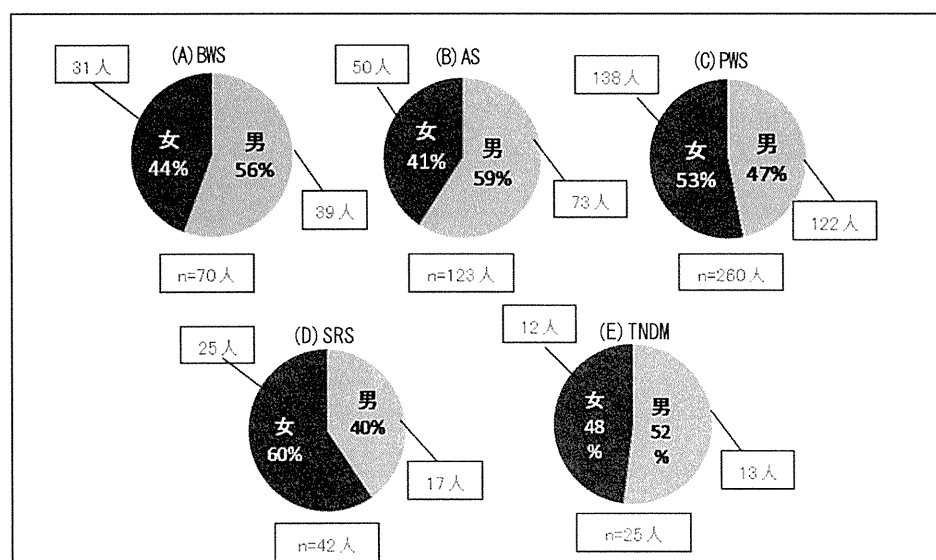 (A) BWS
31人
女
44%
男
56%
39人
n=70人
(B) AS
50人
女
41%
男
59%
73人
n=123人
(C) PWS
138人
女
53%
男
47%
122人
n=260人
(D) SRS
25人
女
60%
男
40%
17人
n=42人
(E) TNDM
12人
女
48
%
男
52
%
13人
n=25人